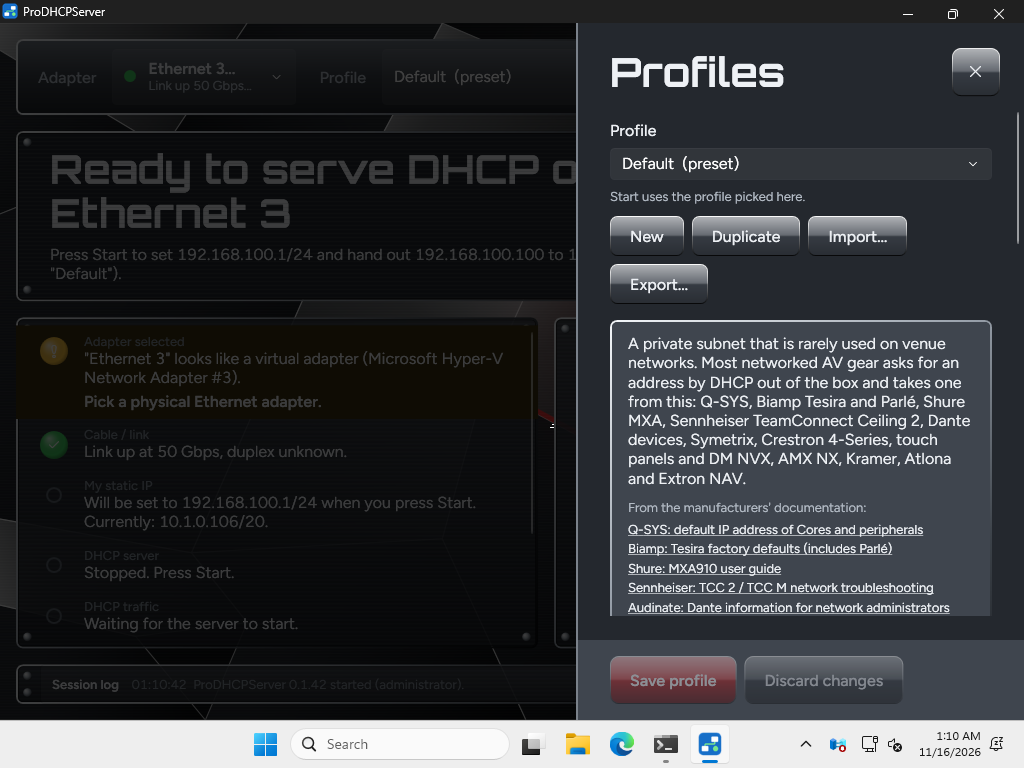 ProDHCPServer
Adapter
Ethernet 3...
Link up 50 Gbps...
Profile
Default (preset)
Ready to serve DHCP o
Ethernet 3
Press Start to set 192.168.100.1/24 and hand out 192.168.100.100 to 1
"Default").
Adapter selected
"Ethernet 3" looks like a virtual adapter (Microsoft Hyper-V
Network Adapter #3).
Pick a physical Ethernet adapter.
Cable / link
Link up at 50 Gbps, duplex unknown.
My static IP
Will be set to 192.168.100.1/24 when you press Start.
Currently: 10.1.0.106/20.
DHCP server
Stopped. Press Start.
DHCP traffic
Waiting for the server to start.
Session log 01:10:42 ProDHCPServer 0.1.42 started (administrator).
Profiles
Profile
Default (preset)
Start uses the profile picked here.
New
Duplicate
Import...
Export...
A private subnet that is rarely used on venue
networks. Most networked AV gear asks for an
address by DHCP out of the box and takes one
from this: Q-SYS, Biamp Tesira and Parlé, Shure
MXA, Sennheiser TeamConnect Ceiling 2, Dante
devices, Symetrix, Crestron 4-Series, touch
panels and DM NVX, AMX NX, Kramer, Atlona
and Extron NAV.
From the manufacturers' documentation:
Q-SYS: default IP address of Cores and peripherals
Biamp: Tesira factory defaults (includes Parlé)
Shure: MXA910 user guide
Sennheiser: TCC 2 / TCC M network troubleshooting
Audinate: Dante information for network administrators
Save profile
Discard changes
Search
1:10 AM
11/16/2026